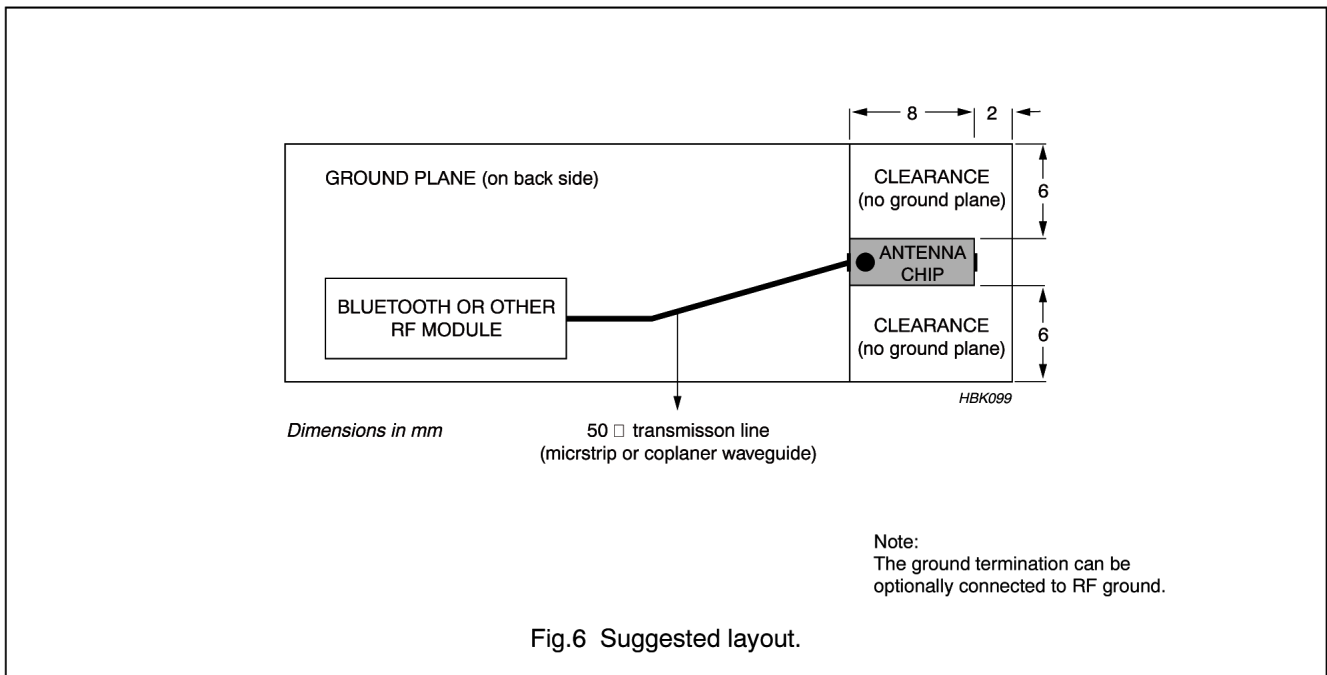 8 2
GROUND PLANE (on back side)
CLEARANCE
(no ground plane)
6
ANTENNA
CHIP
BLUETOOTH OR OTHER
RF MODULE
CLEARANCE
(no ground plane)
6
HBK099
Dimensions in mm
50 □ transmisson line
(micrstrip or coplaner waveguide)
Note:
The ground termination can be
optionally connected to RF ground.
Fig.6 Suggested layout.